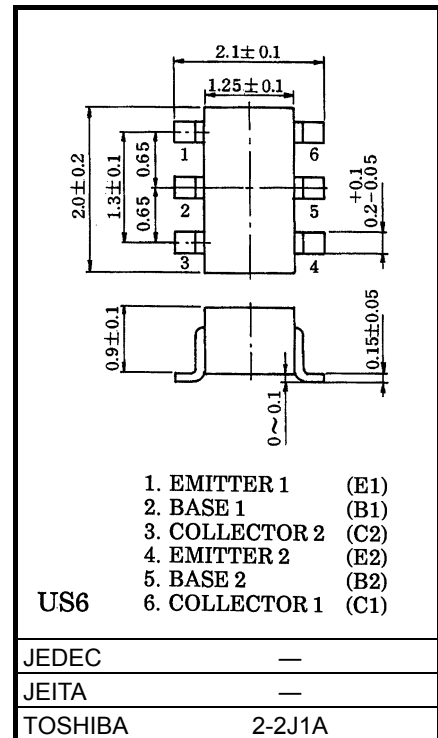 2.1±0.1
1.25±0.1
1
6
2
5
3
4
2.0±0.2
1.3±0.1
0.65
0.65
+0.1
0.2-0.05
0.9±0.1
0.15±0.05
0~0.1
1. EMITTER 1 (E1)
2. BASE 1 (B1)
3. COLLECTOR 2 (C2)
4. EMITTER 2 (E2)
5. BASE 2 (B2)
US6 6. COLLECTOR 1 (C1)
JEDEC —
JEITA —
TOSHIBA 2-2J1A